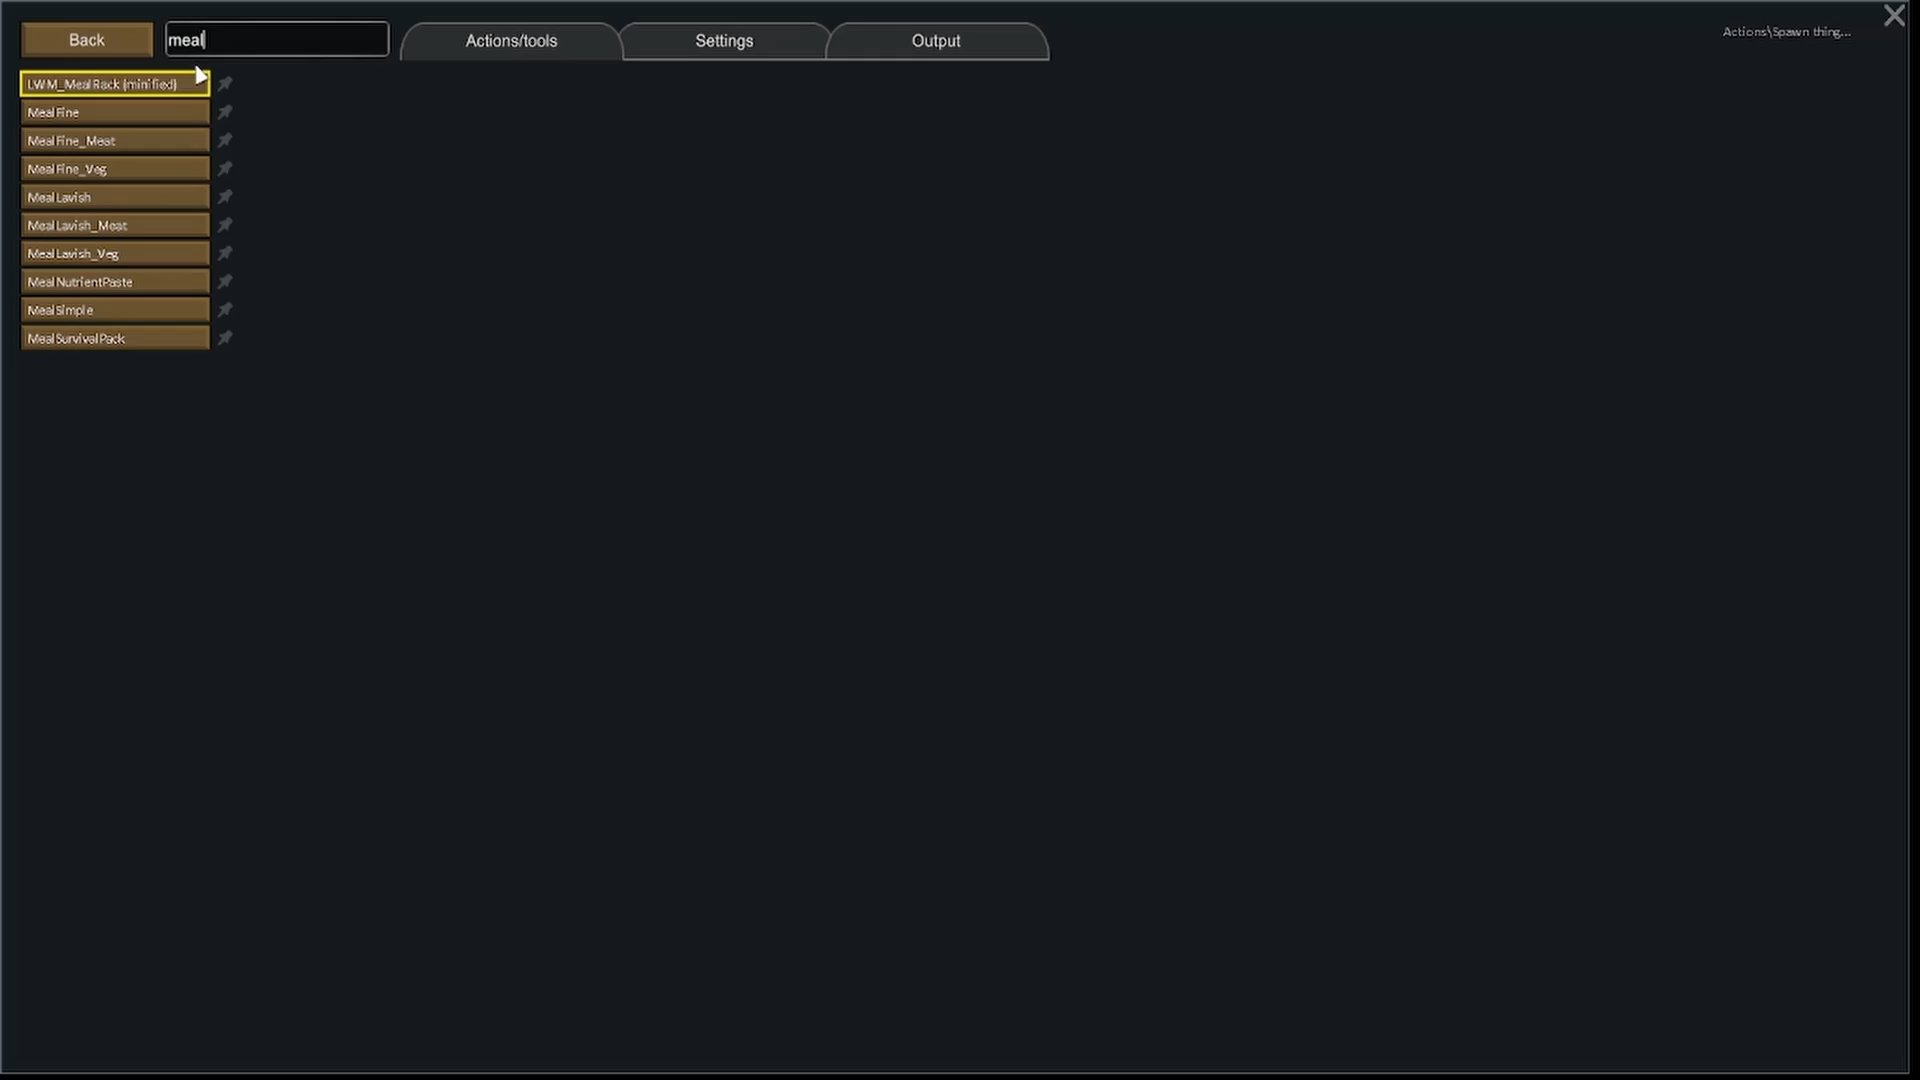 Back
meal
Actions/tools
Settings
Output
Actions\Spawn thing...
LWM_MealRack (minified)
MealFine
MealFine_Meat
MealFine_Veg
MealLavish
MealLavish_Meat
MealLavish_Veg
MealNutrientPaste
MealSimple
MealSurvivalPack